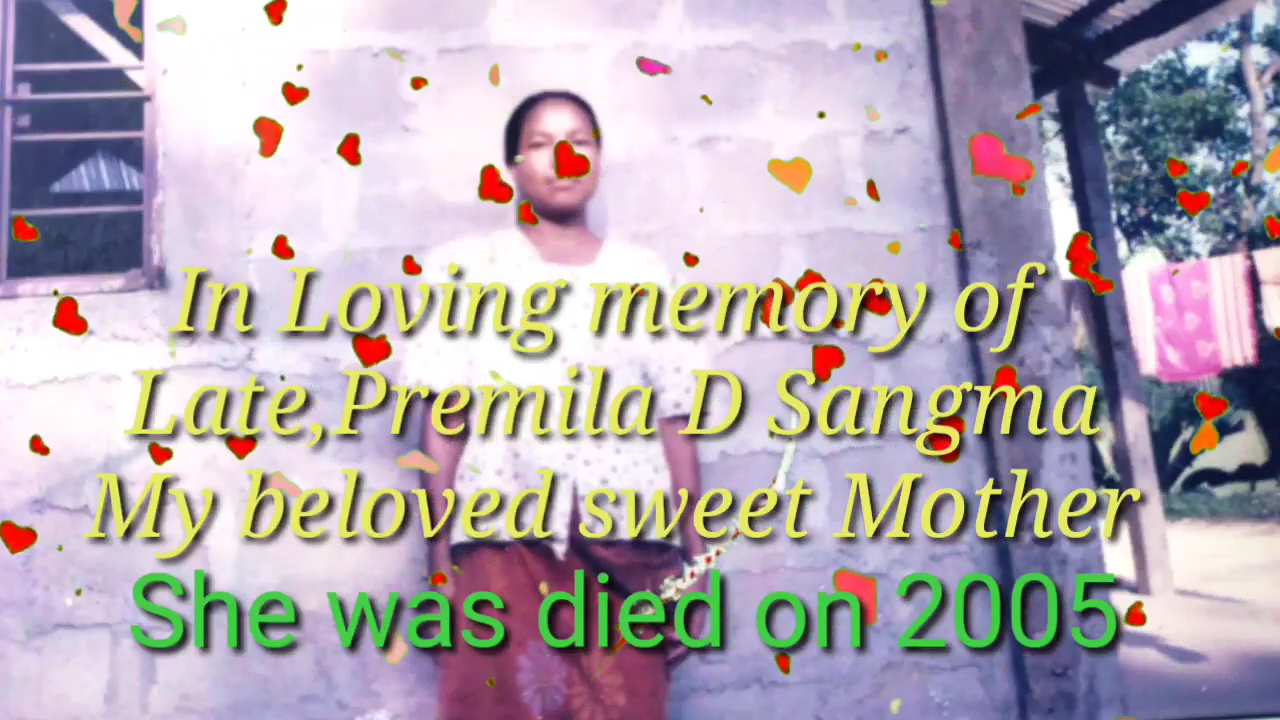 In Loving memory of
Late,Premila D Sangma
My beloved sweet Mother
She was died on 2005